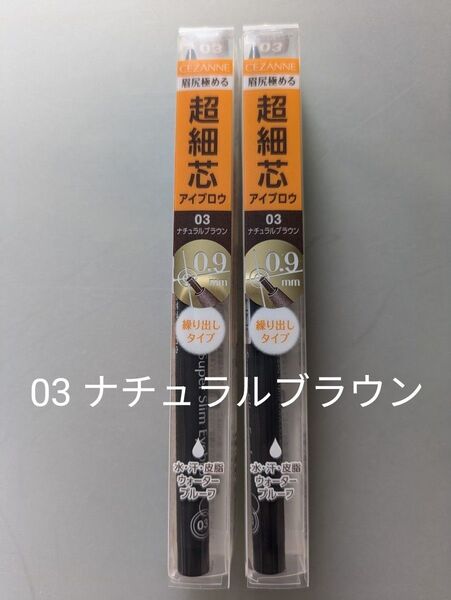 03
CEZANNE
眉尻極める
超細芯
アイブロウ
03
ナチュラルブラウン
0.9
mm
繰り出し
タイプ
Super Slim Eye
水・汗・皮脂
ウォーター
プルーフ
03
03
CEZANNE
眉尻極める
超細芯
アイブロウ
03
ナチュラルブラウン
0.9
mm
繰り出し
タイプ
水・汗・皮脂
ウォーター
プルーフ
03 ナチュラルブラウン